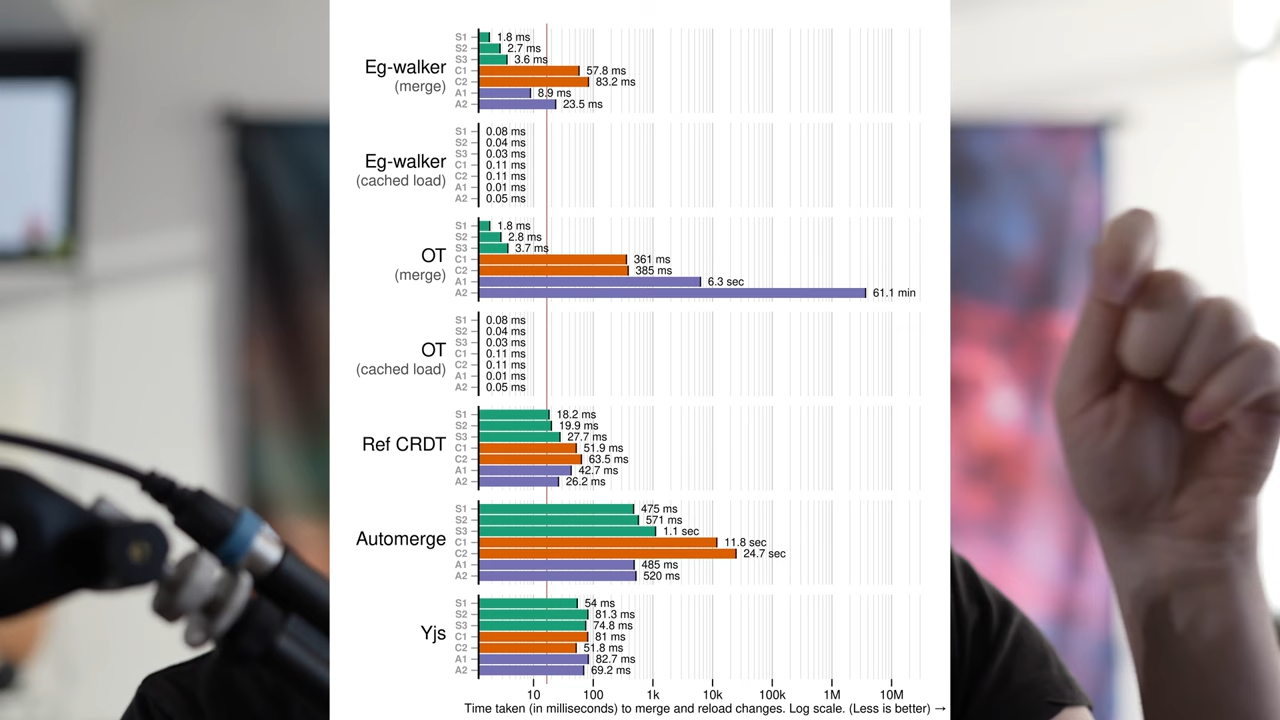 S1 1.8 ms
S2 2.7 ms
S3 3.6 ms
Eg-walker C1 57.8 ms
(merge) C2 83.2 ms
A1 8.9 ms
A2 23.5 ms
S1 0.08 ms
S2 0.04 ms
S3 0.03 ms
Eg-walker C1 0.11 ms
(cached load) C2 0.11 ms
A1 0.01 ms
A2 0.05 ms
S1 1.8 ms
S2 2.8 ms
S3 3.7 ms
OT C1 361 ms
(merge) C2 385 ms
A1 6.3 sec
A2 61.1 min
S1 0.08 ms
S2 0.04 ms
S3 0.03 ms
OT C1 0.11 ms
(cached load) C2 0.11 ms
A1 0.01 ms
A2 0.05 ms
S1 18.2 ms
S2 19.9 ms
S3 27.7 ms
Ref CRDT C1 51.9 ms
C2 63.5 ms
A1 42.7 ms
A2 26.2 ms
S1 475 ms
S2 571 ms
S3 1.1 sec
Automerge C1 11.8 sec
C2 24.7 sec
A1 485 ms
A2 520 ms
S1 54 ms
S2 81.3 ms
S3 74.8 ms
Yjs C1 81 ms
C2 51.8 ms
A1 82.7 ms
A2 69.2 ms
10 100 1k 10k 100k 1M 10M
Time taken (in milliseconds) to merge and reload changes. Log scale. (Less is better) →